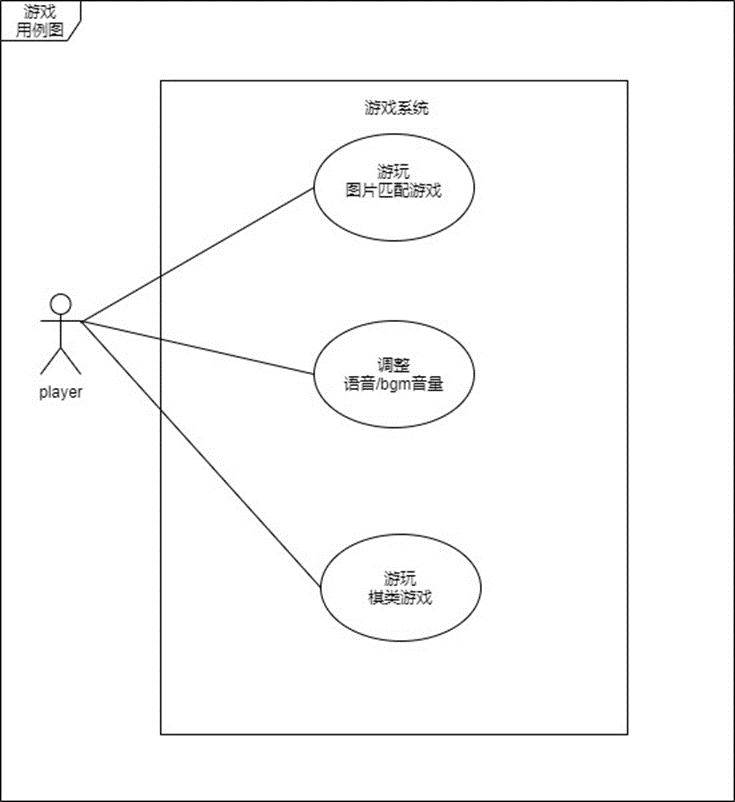 游戏
用例图
游戏系统
游玩
图片匹配游戏
调整
语音/bgm音量
player
游玩
棋类游戏